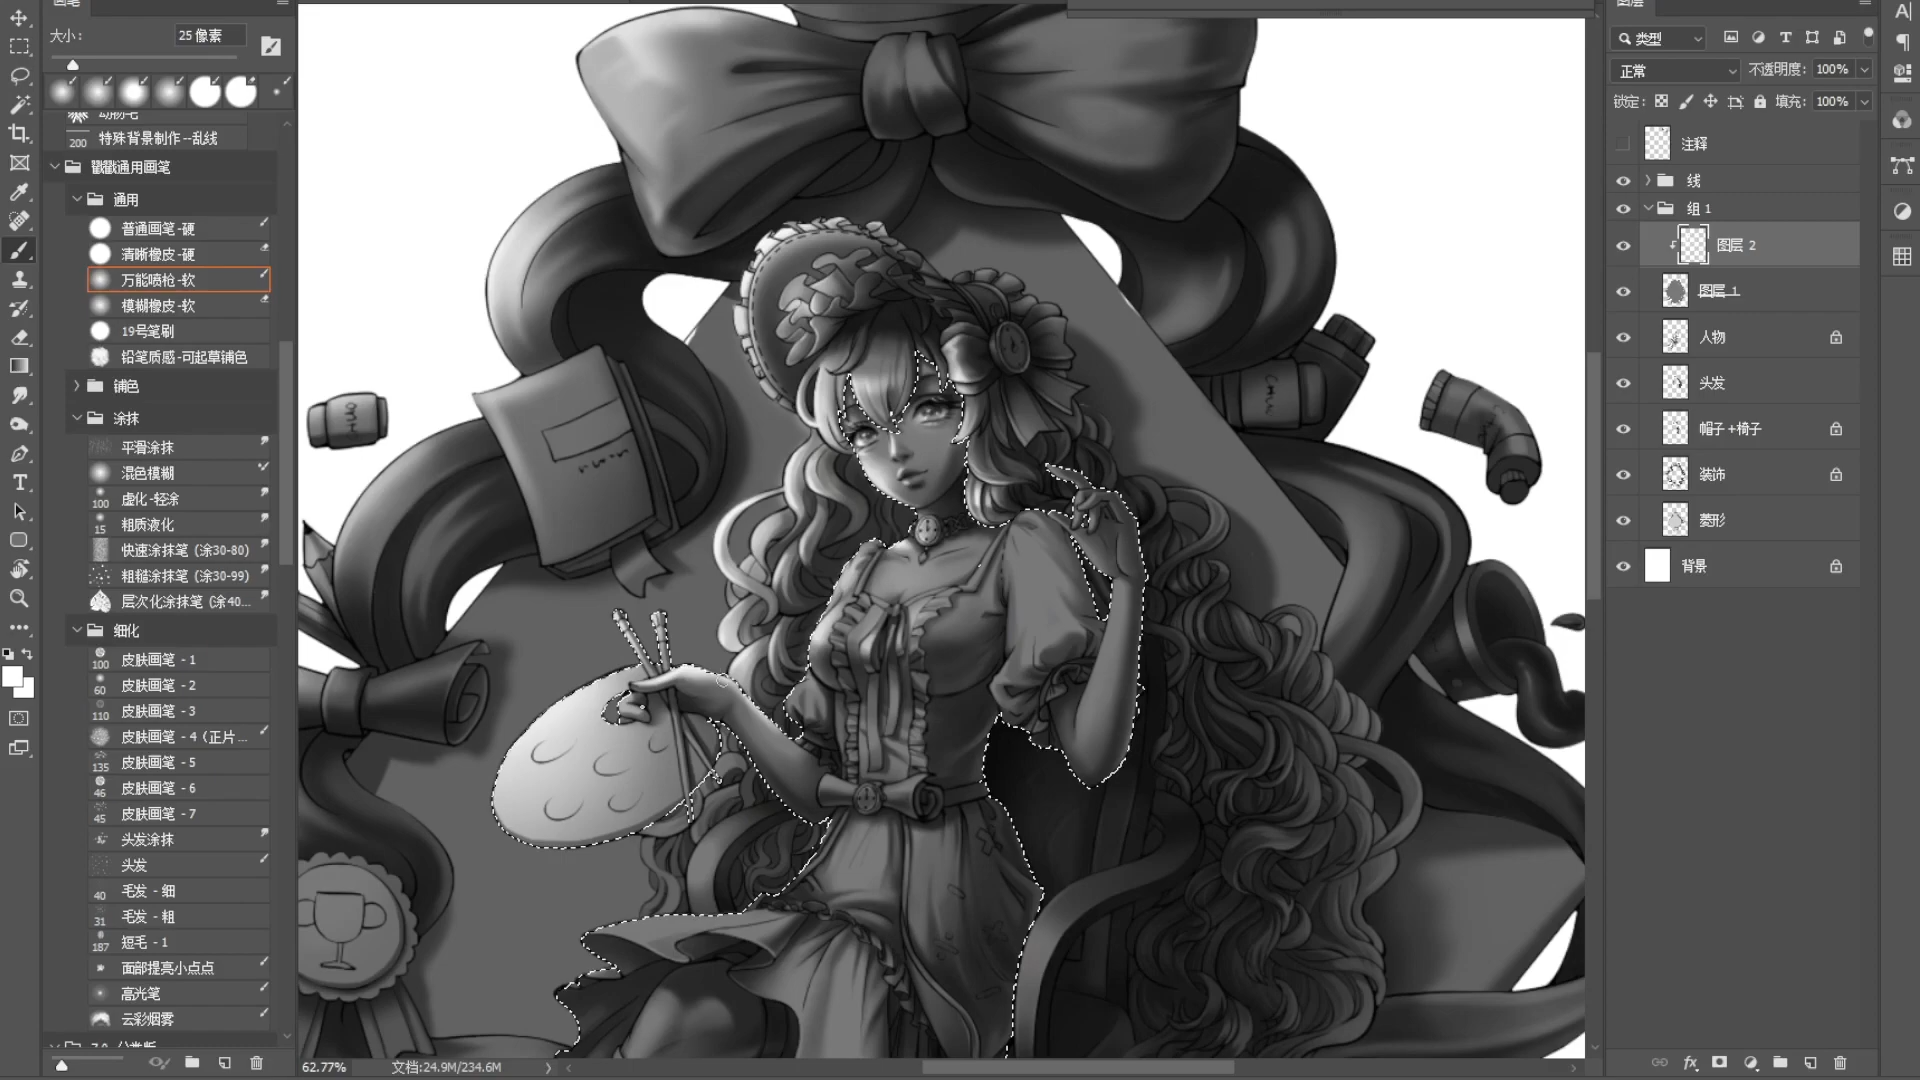 画笔
大小:
25 像素
动物毛
200
特殊背景制作--乱线
戳戳通用画笔
通用
普通画笔-硬
清晰橡皮-硬
万能喷枪-软
模糊橡皮-软
19号笔刷
铅笔质感-可起草铺色
铺色
涂抹
平滑涂抹
混色模糊
100
虚化-轻涂
15
粗质液化
快速涂抹笔 (涂30-80)
粗糙涂抹笔 (涂30-99)
层次化涂抹笔 (涂40...
细化
100
皮肤画笔 - 1
60
皮肤画笔 - 2
110
皮肤画笔 - 3
皮肤画笔 - 4 (正片 ...
135
皮肤画笔 - 5
46
皮肤画笔 - 6
45
皮肤画笔 - 7
头发涂抹
头发
40
毛发 - 细
31
毛发 - 粗
187
短毛 - 1
面部提亮小点点
高光笔
云彩烟雾
62.77%
文档:24.9M/234.6M
图层
类型
正常
不透明度:
100%
锁定:
填充:
100%
注释
线
组 1
图层 2
图层 1
人物
头发
帽子+椅子
装饰
菱形
背景
fx